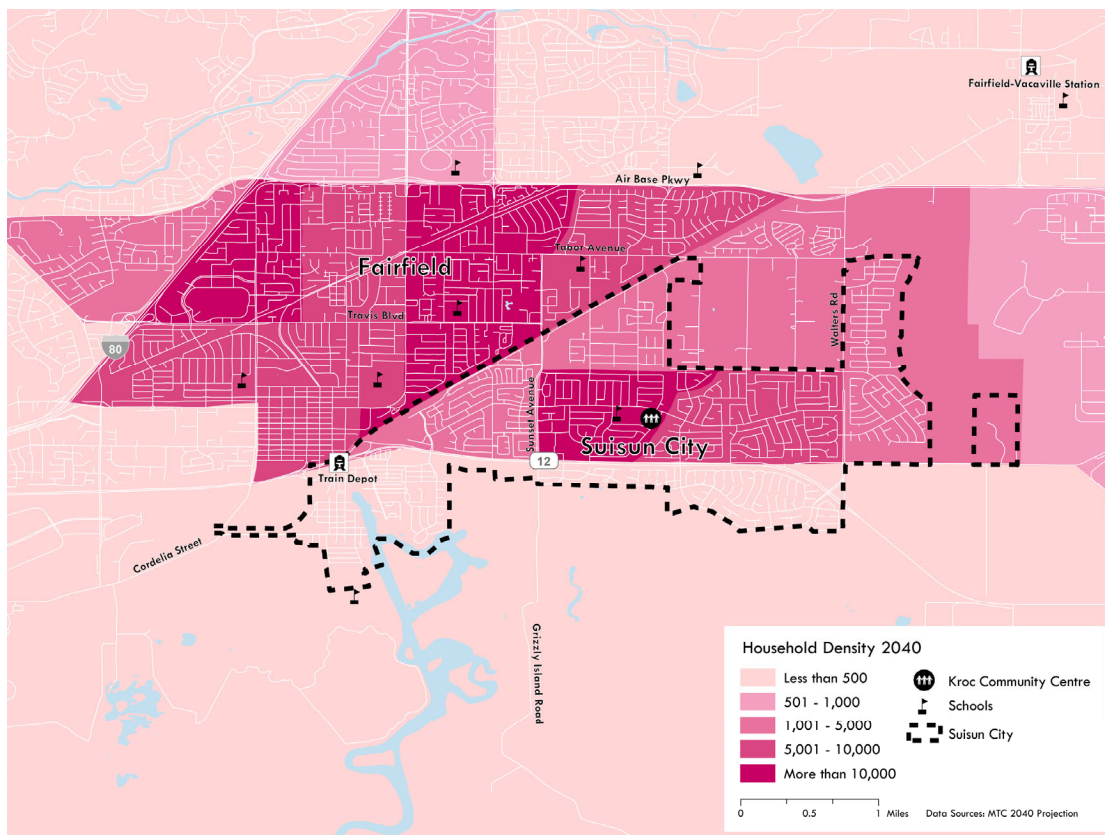 Fairfield-Vacaville Station
Air Base Pkwy
Tabor Avenue
Fairfield
Travis Blvd
Walters Rd
80
Sunset Avenue
Suisun City
12
Train Depot
Cordelia Street
Grizzly Island Road
Household Density 2040
Less than 500
501 - 1,000
1,001 - 5,000
5,001 - 10,000
More than 10,000
Kroc Community Centre
Schools
Suisun City
0 0.5 1 Miles
Data Sources: MTC 2040 Projection